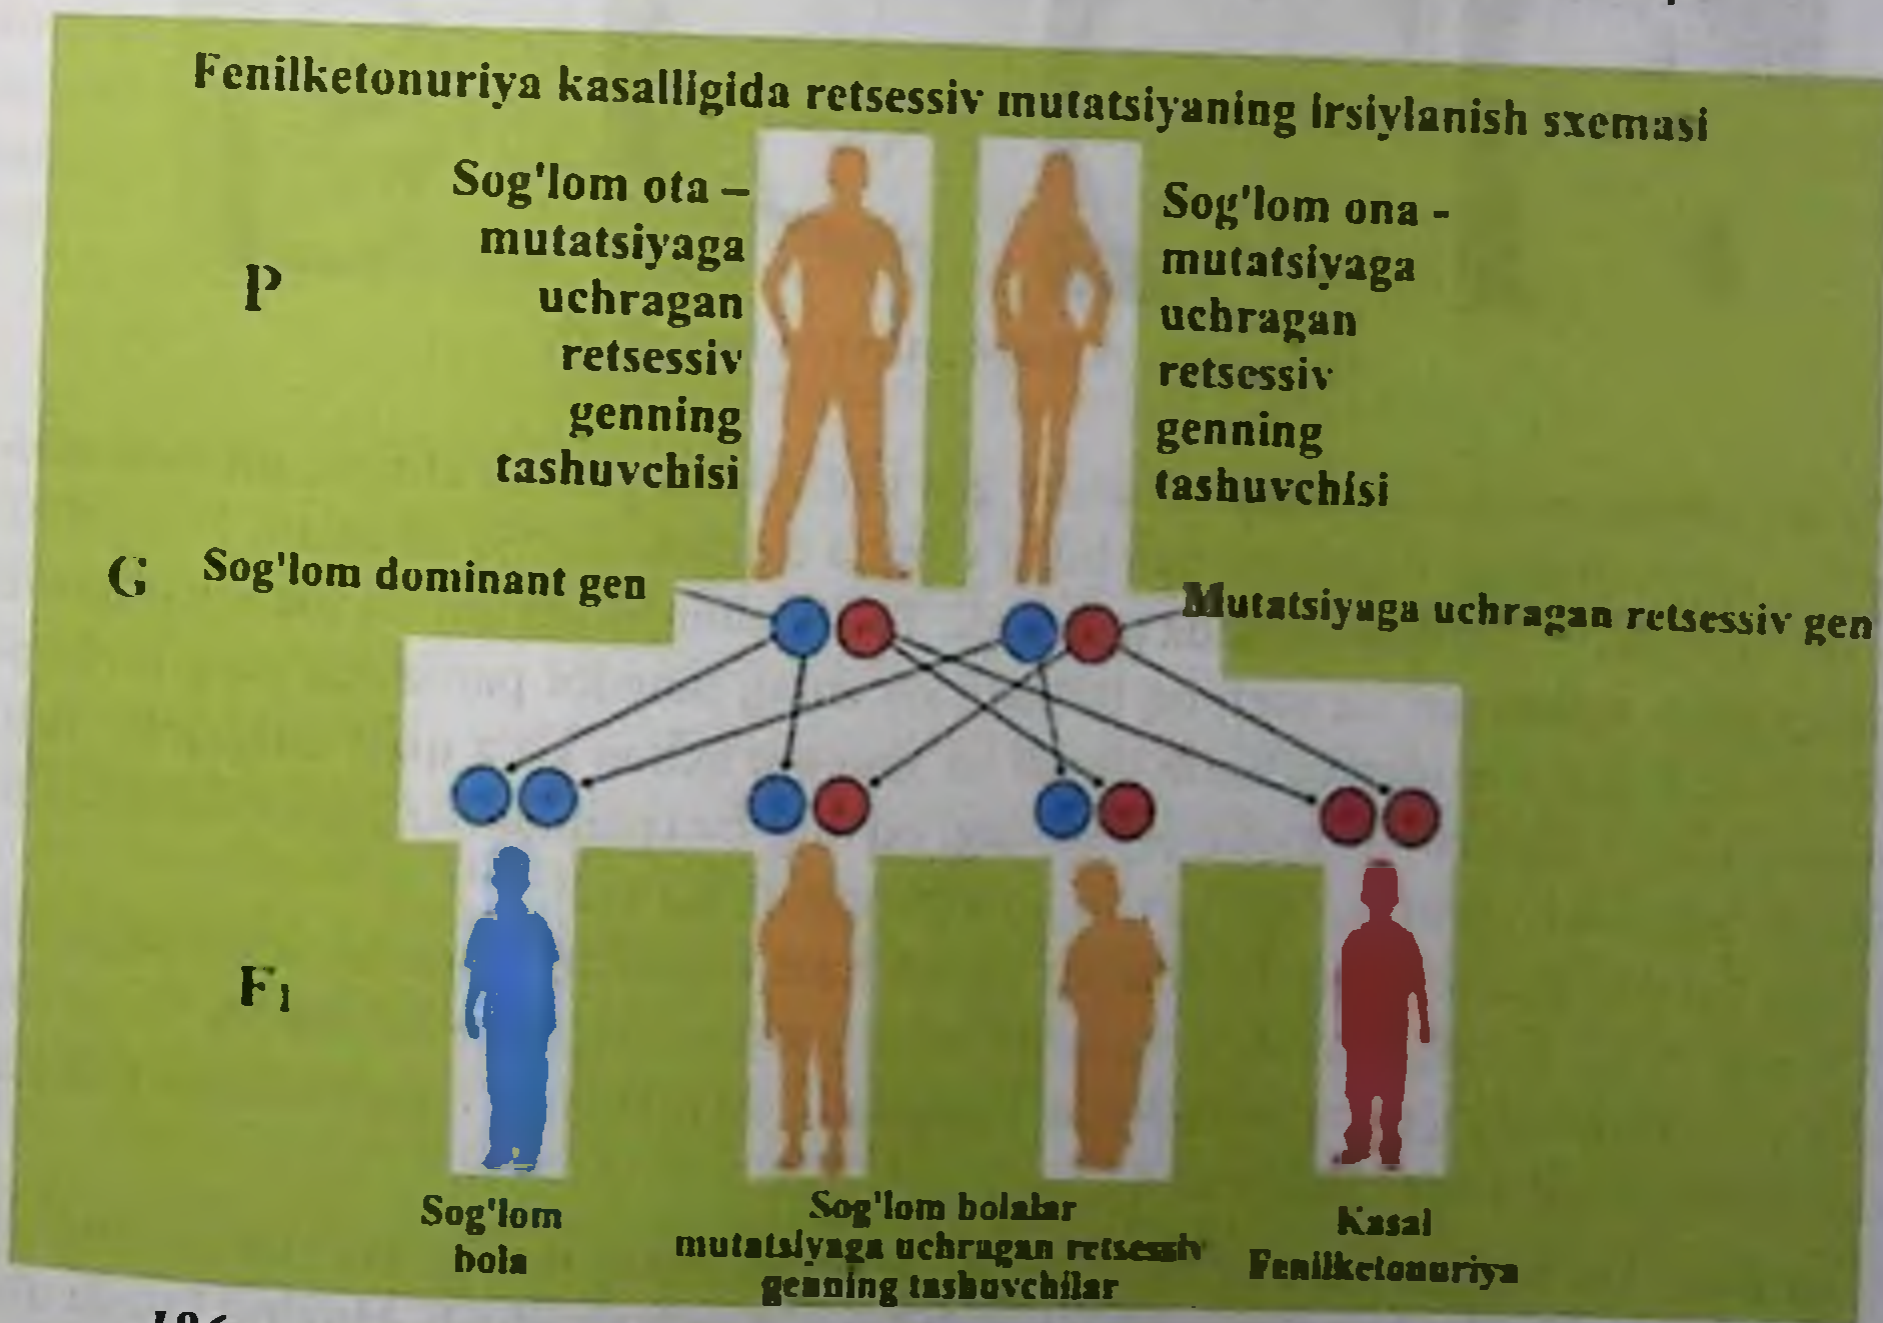 Fenilketonuriya kasalligida retsessiv mutatsiyaning irsiylanish sxemasi
Sog'lom ota –
mutatsiyaga
uchragan
retsessiv
genning
tashuvchisi
Sog'lom ona -
mutatsiyaga
uchragan
retsessiv
genning
tashuvchisi
P
G
Sog'lom dominant gen
Mutatsiyaga uchragan retsessiv gen
F1
Sog'lom
bola
Sog'lom bolalar
mutatsiyaga uchragan retsessiv
genning tashuvchilar
Kasal
Fenilketonuriya